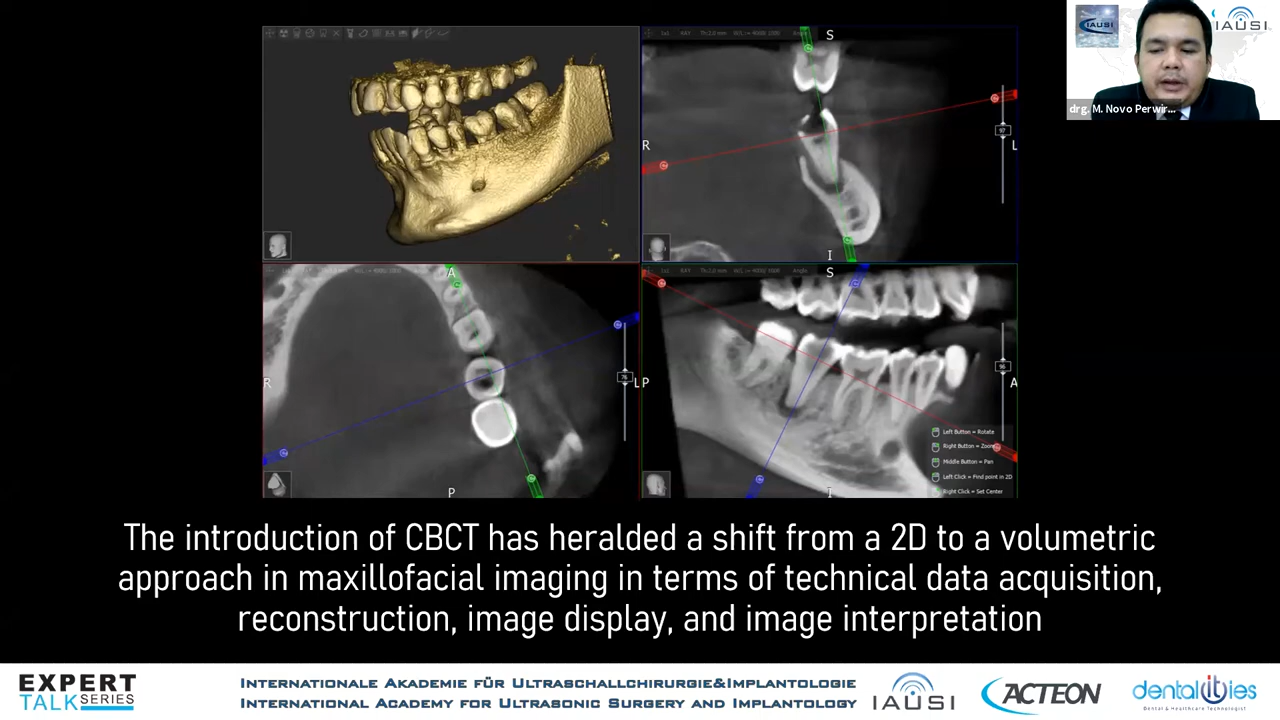 S
R
L
I
97
A
R
L
P
76
S
P
A
I
96
Left Button = Rotate
Right Button = Zoom
Middle Button = Pan
Left Click = Find point in 2D
Right Click = Set Center
IAUSI
IAUSI
drg. M. Novo Perwir...
The introduction of CBCT has heralded a shift from a 2D to a volumetric
approach in maxillofacial imaging in terms of technical data acquisition,
reconstruction, image display, and image interpretation
EXPERT
TALK SERIES
INTERNATIONALE AKADEMIE FÜR ULTRASCHALLCHIRURGIE&IMPLANTOLOGIE
INTERNATIONAL ACADEMY FOR ULTRASONIC SURGERY AND IMPLANTOLOGY
IAUSI
ACTEON
dentalities
Dental & Healthcare Technologist